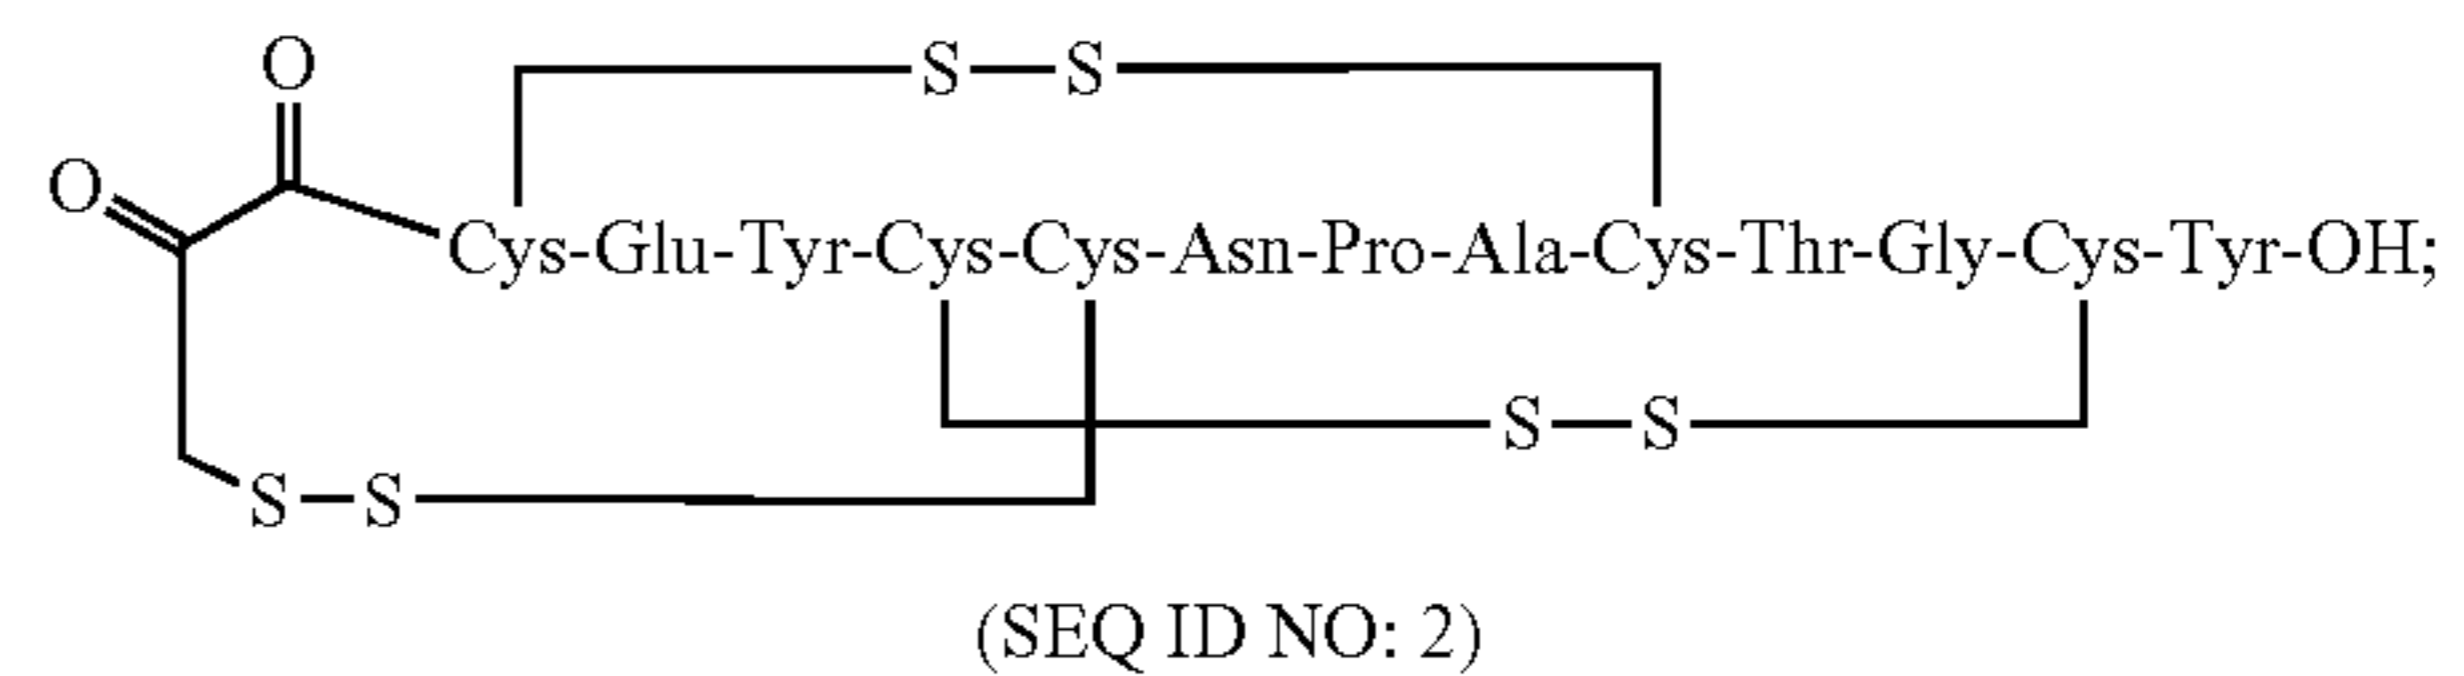 O
S—S
O
Cys-Glu-Tyr-Cys-Cys-Asn-Pro-Ala-Cys-Thr-Gly-Cys-Tyr-OH;
S—S
S—S
(SEQ ID NO: 2)